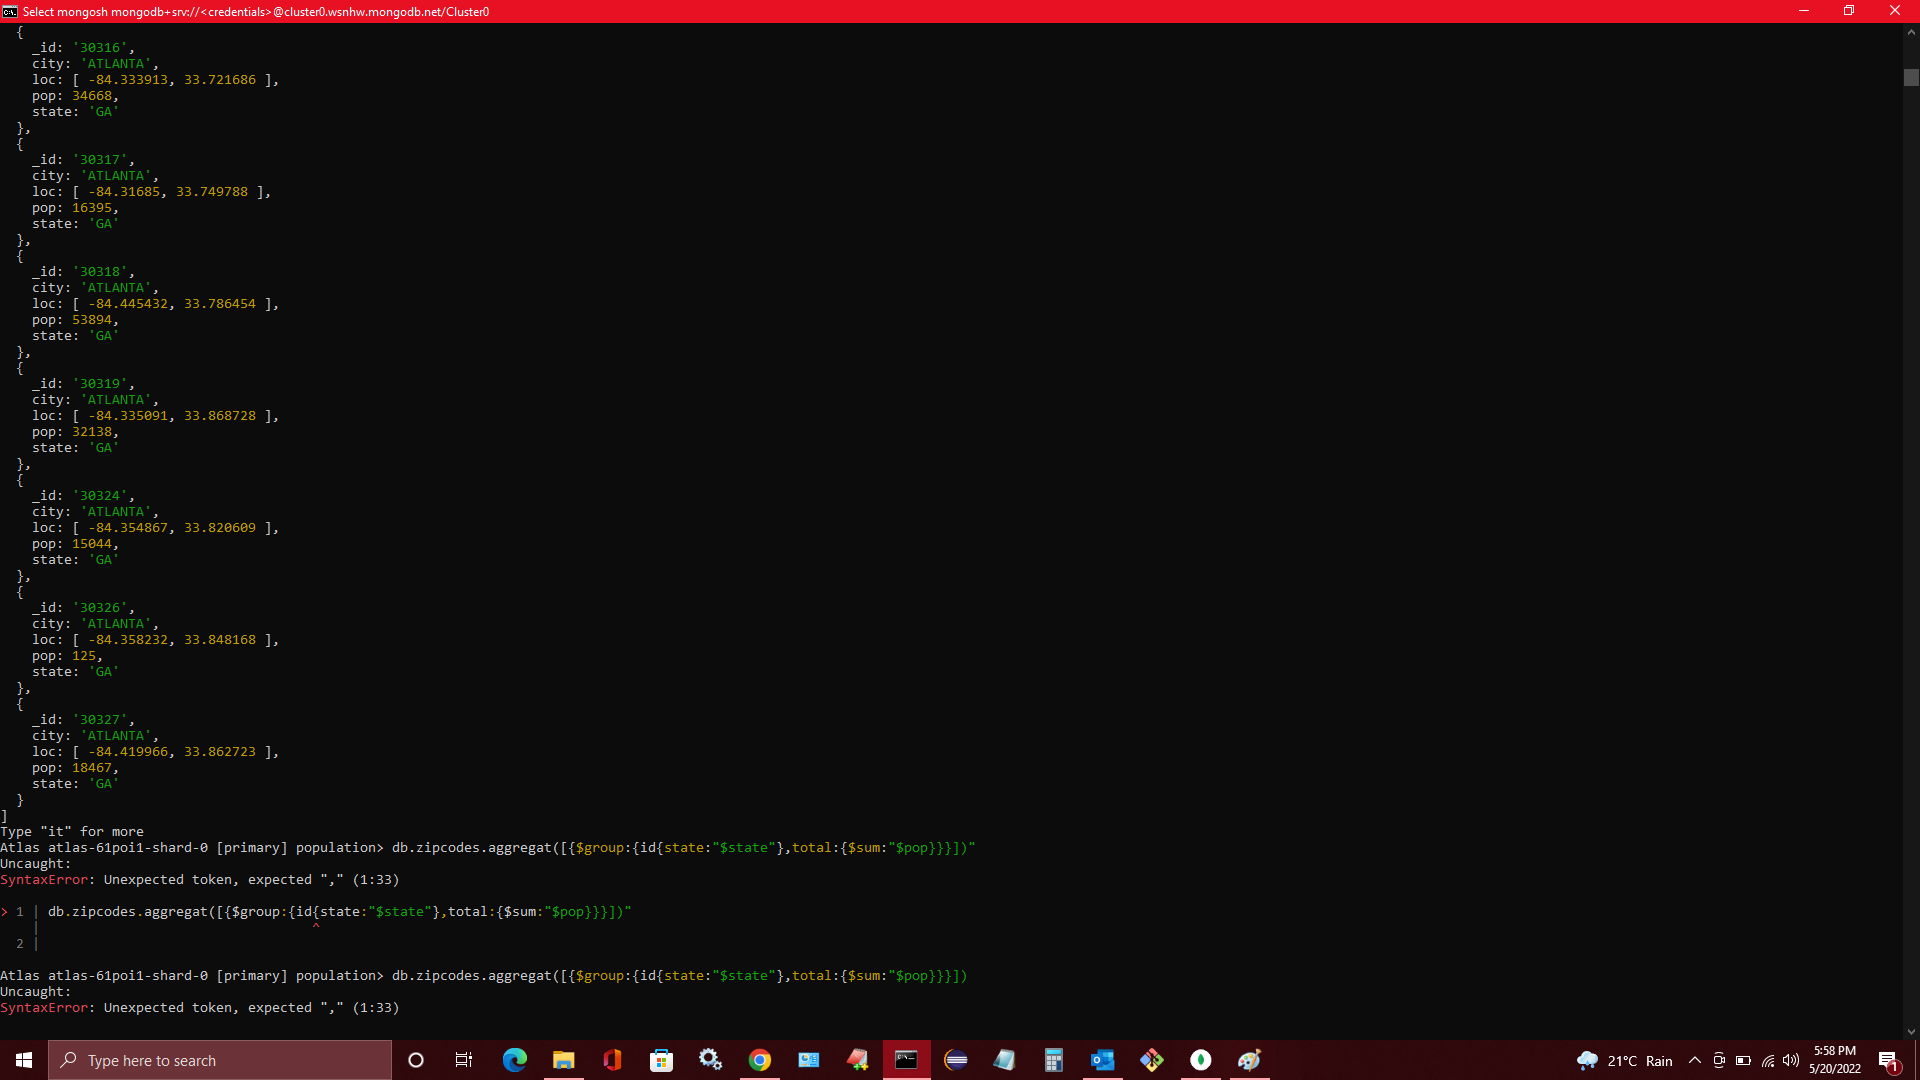 Select mongosh mongodb+srv://<credentials>@cluster0.wsnhw.mongodb.net/Cluster0
{
_id: '30316',
city: 'ATLANTA',
loc: [ -84.333913, 33.721686 ],
pop: 34668,
state: 'GA'
},
{
_id: '30317',
city: 'ATLANTA',
loc: [ -84.31685, 33.749788 ],
pop: 16395,
state: 'GA'
},
{
_id: '30318',
city: 'ATLANTA',
loc: [ -84.445432, 33.786454 ],
pop: 53894,
state: 'GA'
},
{
_id: '30319',
city: 'ATLANTA',
loc: [ -84.335091, 33.868728 ],
pop: 32138,
state: 'GA'
},
{
_id: '30324',
city: 'ATLANTA',
loc: [ -84.354867, 33.820609 ],
pop: 15044,
state: 'GA'
},
{
_id: '30326',
city: 'ATLANTA',
loc: [ -84.358232, 33.848168 ],
pop: 125,
state: 'GA'
},
{
_id: '30327',
city: 'ATLANTA',
loc: [ -84.419966, 33.862723 ],
pop: 18467,
state: 'GA'
}
]
Type "it" for more
Atlas atlas-61poi1-shard-0 [primary] population> db.zipcodes.aggregat([{$group:{id{state:"$state"},total:{$sum:"$pop}}}])"
Uncaught:
SyntaxError: Unexpected token, expected "," (1:33)
> 1 | db.zipcodes.aggregat([{$group:{id{state:"$state"},total:{$sum:"$pop}}}])"
| ^
2 |
Atlas atlas-61poi1-shard-0 [primary] population> db.zipcodes.aggregat([{$group:{id{state:"$state"},total:{$sum:"$pop}}}])
Uncaught:
SyntaxError: Unexpected token, expected "," (1:33)
Type here to search
21°C Rain
5:58 PM
5/20/2022
1